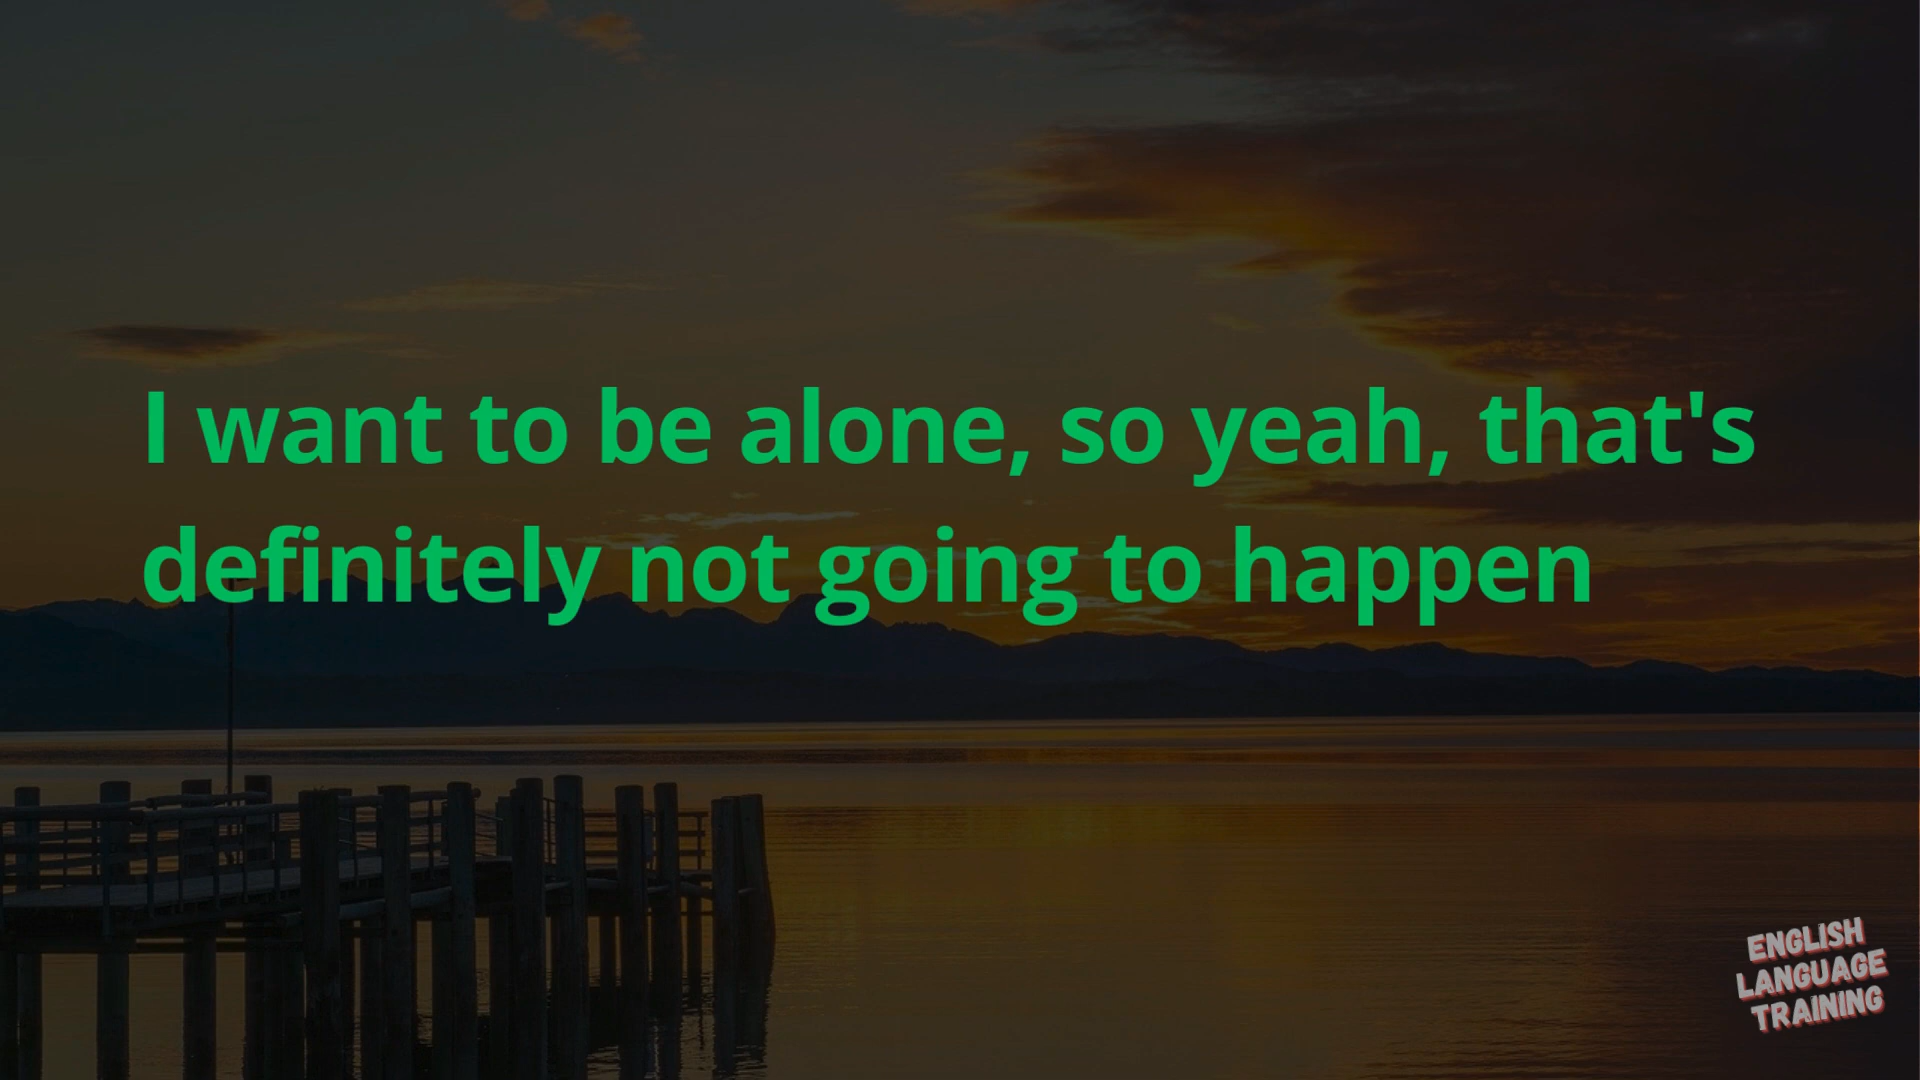 I want to be alone, so yeah, that's
definitely not going to happen
ENGLISH
LANGUAGE
TRAINING